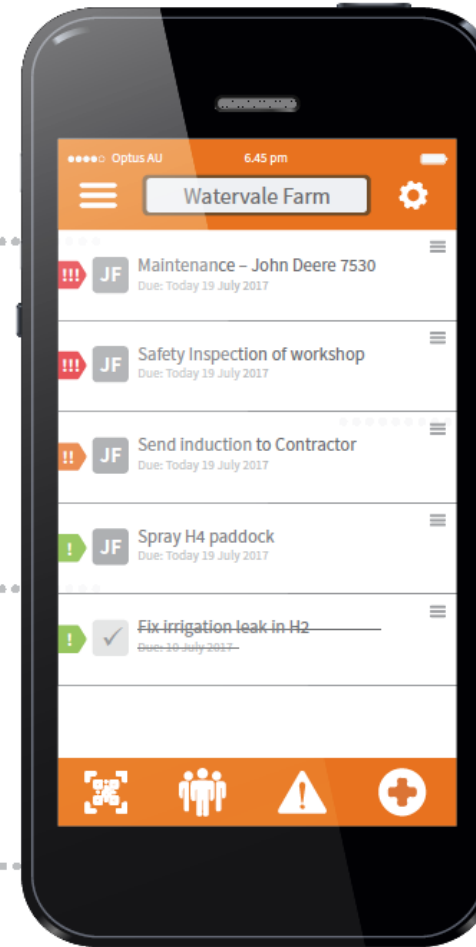 Optus AU 6.45 pm
Watervale Farm
!!! JF Maintenance – John Deere 7530
Due: Today 19 July 2017
!!! JF Safety Inspection of workshop
Due: Today 19 July 2017
!! JF Send induction to Contractor
Due: Today 19 July 2017
! JF Spray H4 paddock
Due: Today 19 July 2017
! Fix irrigation leak in H2
Due: 10 July 2017